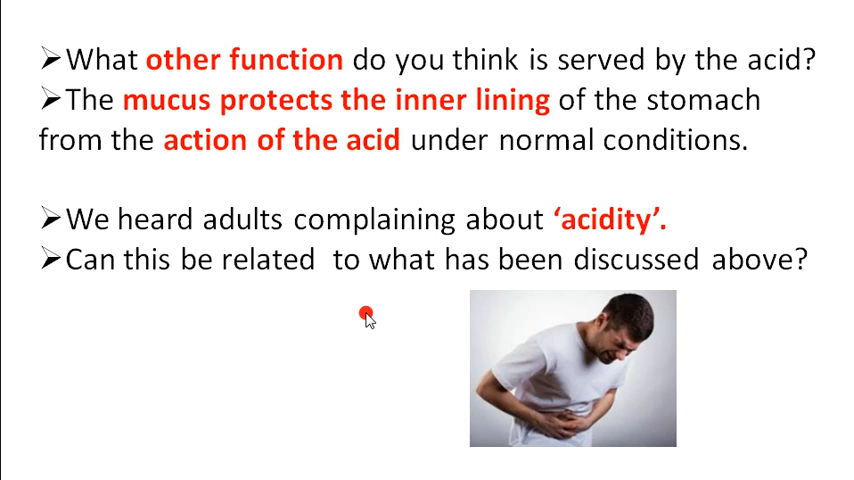 ➢What other function do you think is served by the acid?
➢The mucus protects the inner lining of the stomach
from the action of the acid under normal conditions.
➢We heard adults complaining about ‘acidity’.
➢Can this be related to what has been discussed above?